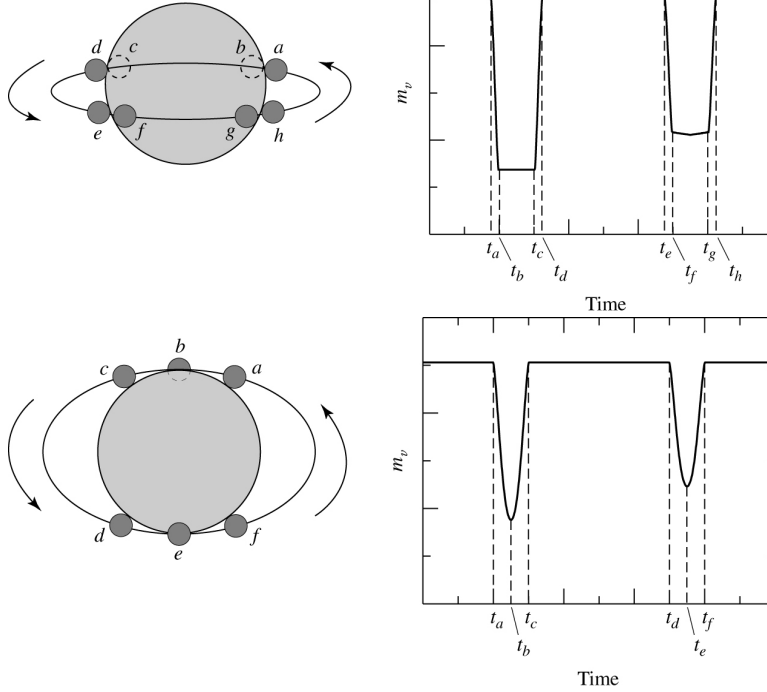 d c b a
e f g h
m_v
t_a t_c t_e t_g
t_b t_d t_f t_h
Time
b
c a
d e f
m_v
t_a t_c t_d t_f
t_b t_e
Time